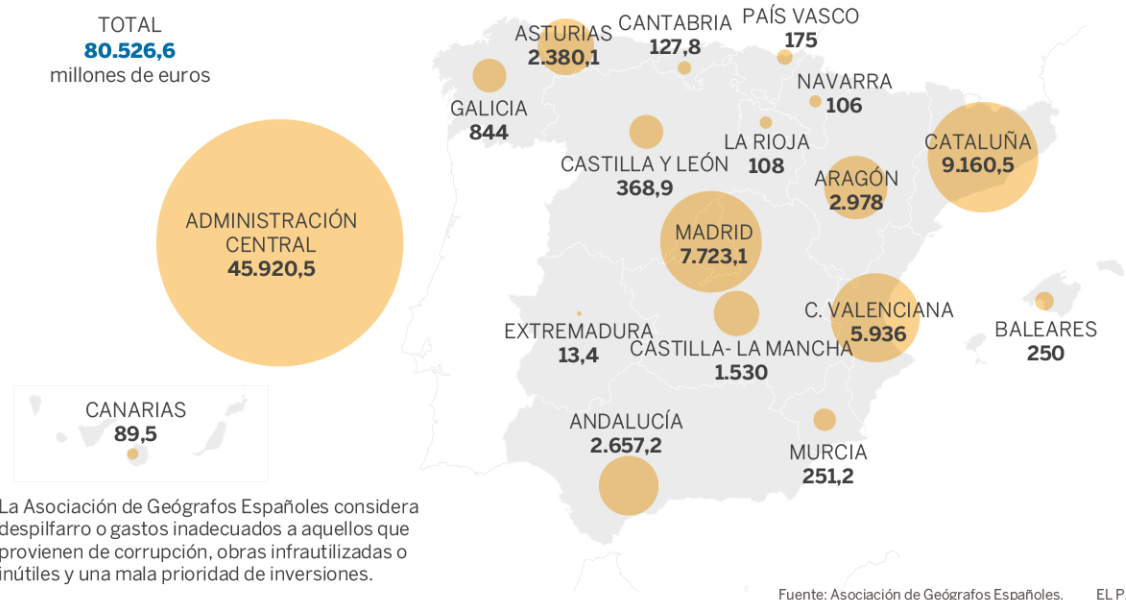 TOTAL
80.526,6
millones de euros
ASTURIAS
2.380,1
CANTABRIA
127,8
PAÍS VASCO
175
NAVARRA
106
GALICIA
844
LA RIOJA
108
CASTILLA Y LEÓN
368,9
CATALUÑA
9.160,5
ARAGÓN
2.978
ADMINISTRACIÓN
CENTRAL
45.920,5
MADRID
7.723,1
C. VALENCIANA
5.936
BALEARES
250
EXTREMADURA
13,4
CASTILLA- LA MANCHA
1.530
CANARIAS
89,5
ANDALUCÍA
2.657,2
MURCIA
251,2
La Asociación de Geógrafos Españoles considera
despilfarro o gastos inadecuados a aquellos que
provienen de corrupción, obras infrautilizadas o
inútiles y una mala prioridad de inversiones.
Fuente: Asociación de Geógrafos Españoles.
EL P